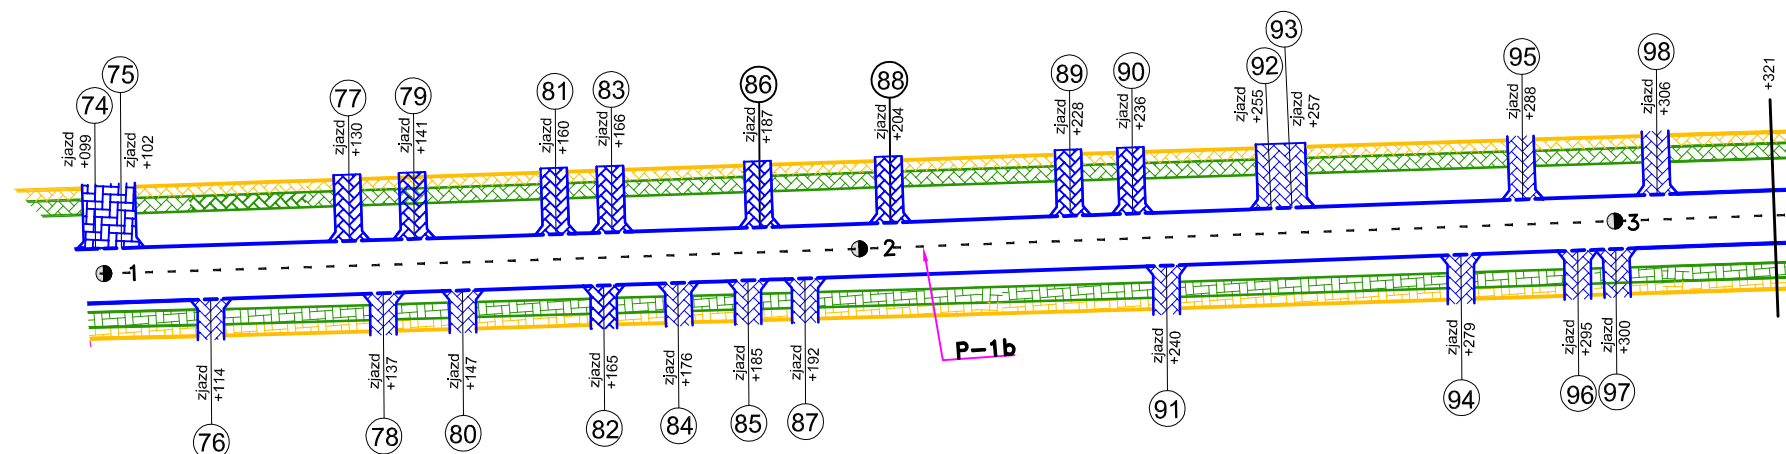 74
zjazd
+099
75
zjazd
+102
77
zjazd
+130
79
zjazd
+141
81
zjazd
+160
83
zjazd
+166
86
zjazd
+187
88
zjazd
+204
89
zjazd
+228
90
zjazd
+236
92
zjazd
+255
93
zjazd
+257
95
zjazd
+288
98
zjazd
+306
+321
1
2
3
P-1b
76
zjazd
+114
78
zjazd
+137
80
zjazd
+147
82
zjazd
+165
84
zjazd
+176
85
zjazd
+185
87
zjazd
+192
91
zjazd
+240
94
zjazd
+279
96
zjazd
+295
97
zjazd
+300